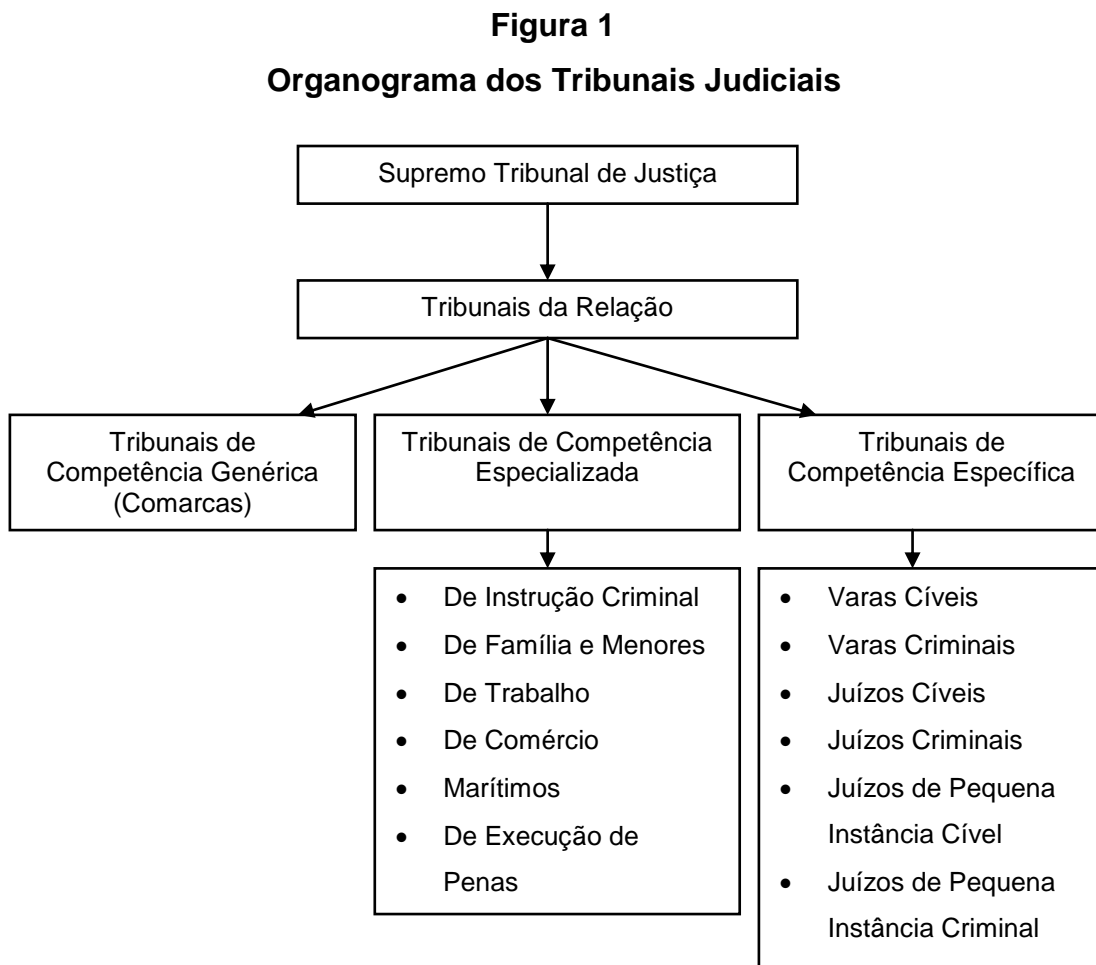 Figura 1
Organograma dos Tribunais Judiciais
Supremo Tribunal de Justiça
Tribunais da Relação
Tribunais de
Competência Genérica
(Comarcas)
Tribunais de Competência
Especializada
Tribunais de
Competência Específica
• De Instrução Criminal
• De Família e Menores
• De Trabalho
• De Comércio
• Marítimos
• De Execução de
Penas
• Varas Cíveis
• Varas Criminais
• Juízos Cíveis
• Juízos Criminais
• Juízos de Pequena
Instância Cível
• Juízos de Pequena
Instância Criminal